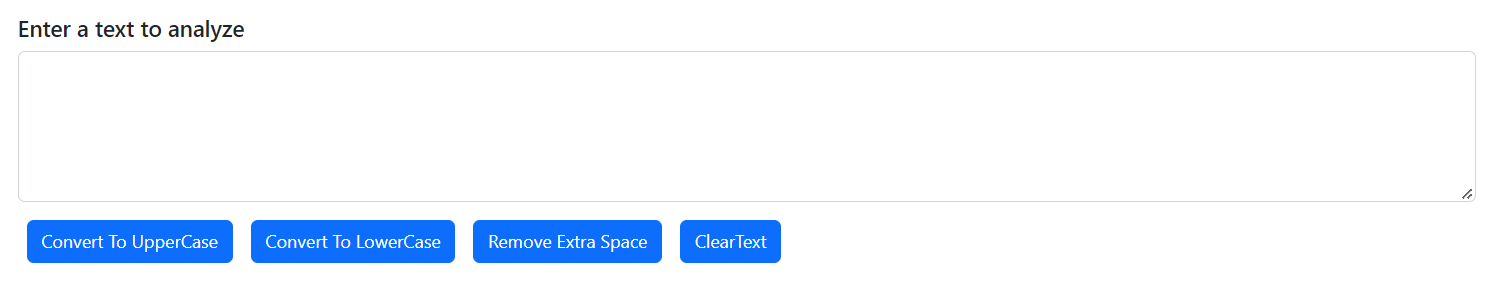 Enter a text to analyze
Convert To UpperCase Convert To LowerCase Remove Extra Space ClearText